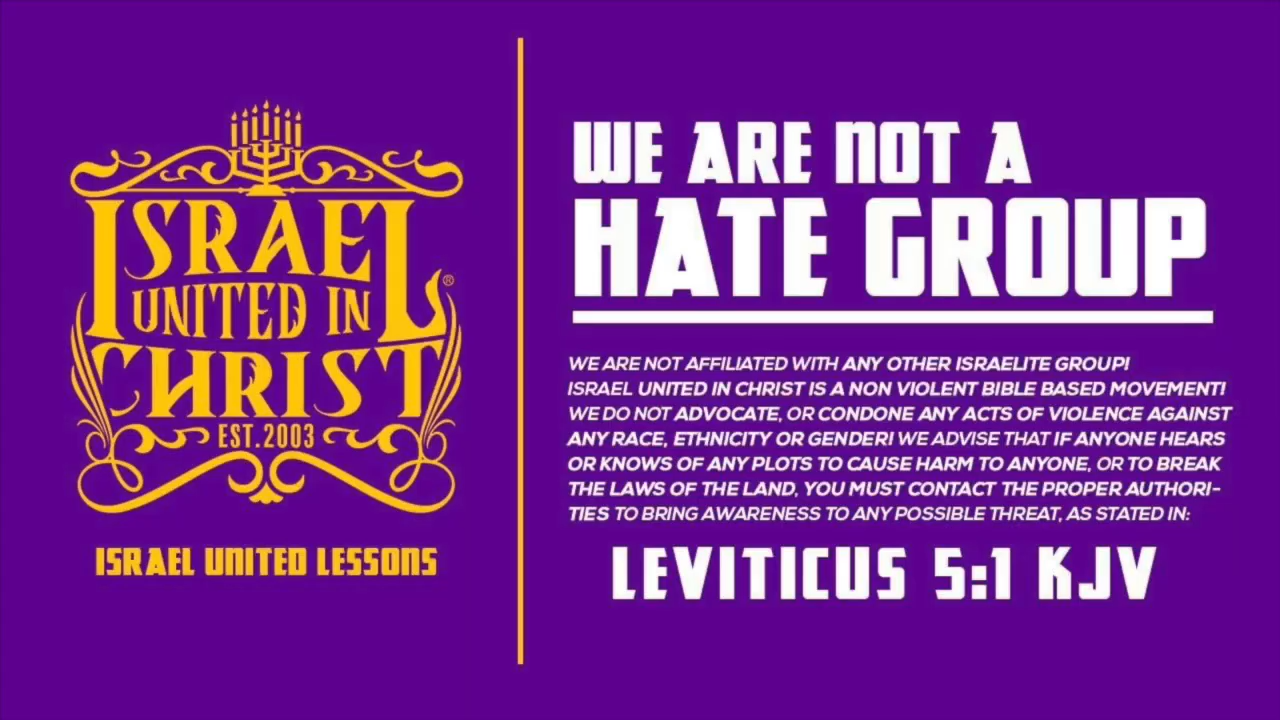 ISRAEL
UNITED IN
CHRIST
EST.2003
ISRAEL UNITED LESSONS
WE ARE NOT A
HATE GROUP
WE ARE NOT AFFILIATED WITH ANY OTHER ISRAELITE GROUP!
ISRAEL UNITED IN CHRIST IS A NON VIOLENT BIBLE BASED MOVEMENT!
WE DO NOT ADVOCATE, OR CONDONE ANY ACTS OF VIOLENCE AGAINST
ANY RACE, ETHNICITY OR GENDER! WE ADVISE THAT IF ANYONE HEARS
OR KNOWS OF ANY PLOTS TO CAUSE HARM TO ANYONE, OR TO BREAK
THE LAWS OF THE LAND, YOU MUST CONTACT THE PROPER AUTHORI-
TIES TO BRING AWARENESS TO ANY POSSIBLE THREAT, AS STATED IN:
LEVITICUS 5:1 KJV